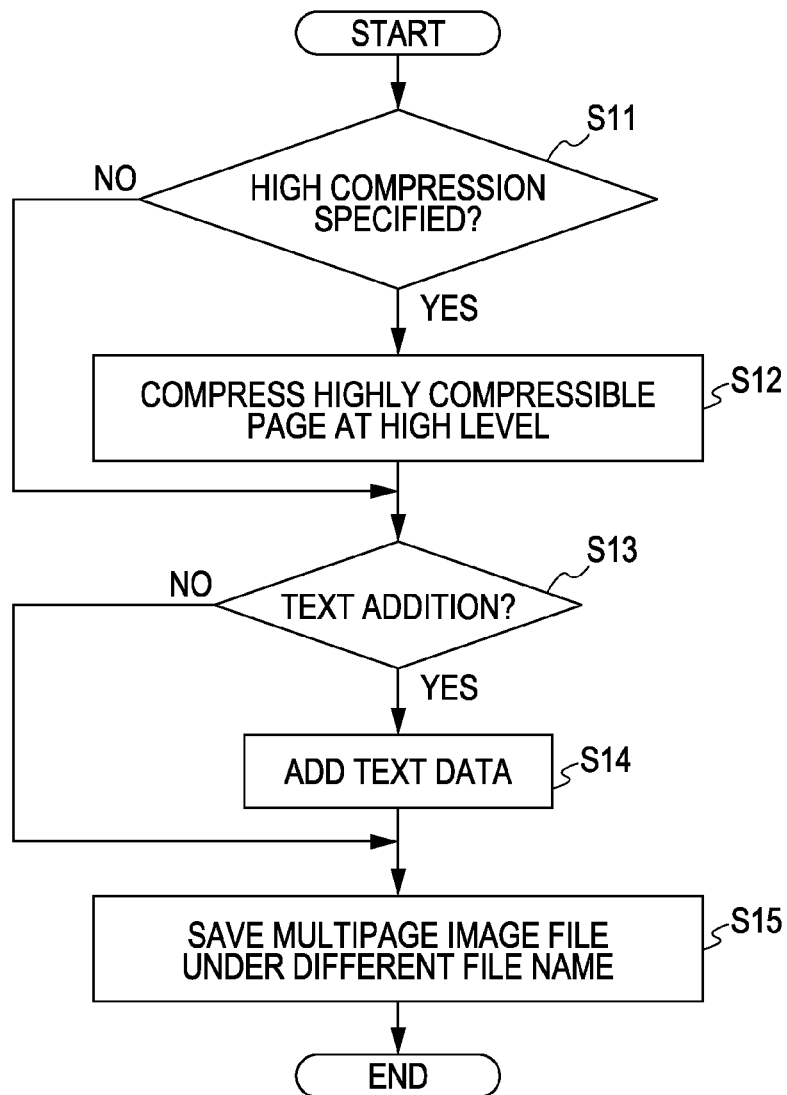 START
S11
NO
HIGH COMPRESSION
SPECIFIED?
YES
COMPRESS HIGHLY COMPRESSIBLE
PAGE AT HIGH LEVEL
S12
S13
NO
TEXT ADDITION?
YES
ADD TEXT DATA
S14
SAVE MULTIPAGE IMAGE FILE
UNDER DIFFERENT FILE NAME
S15
END